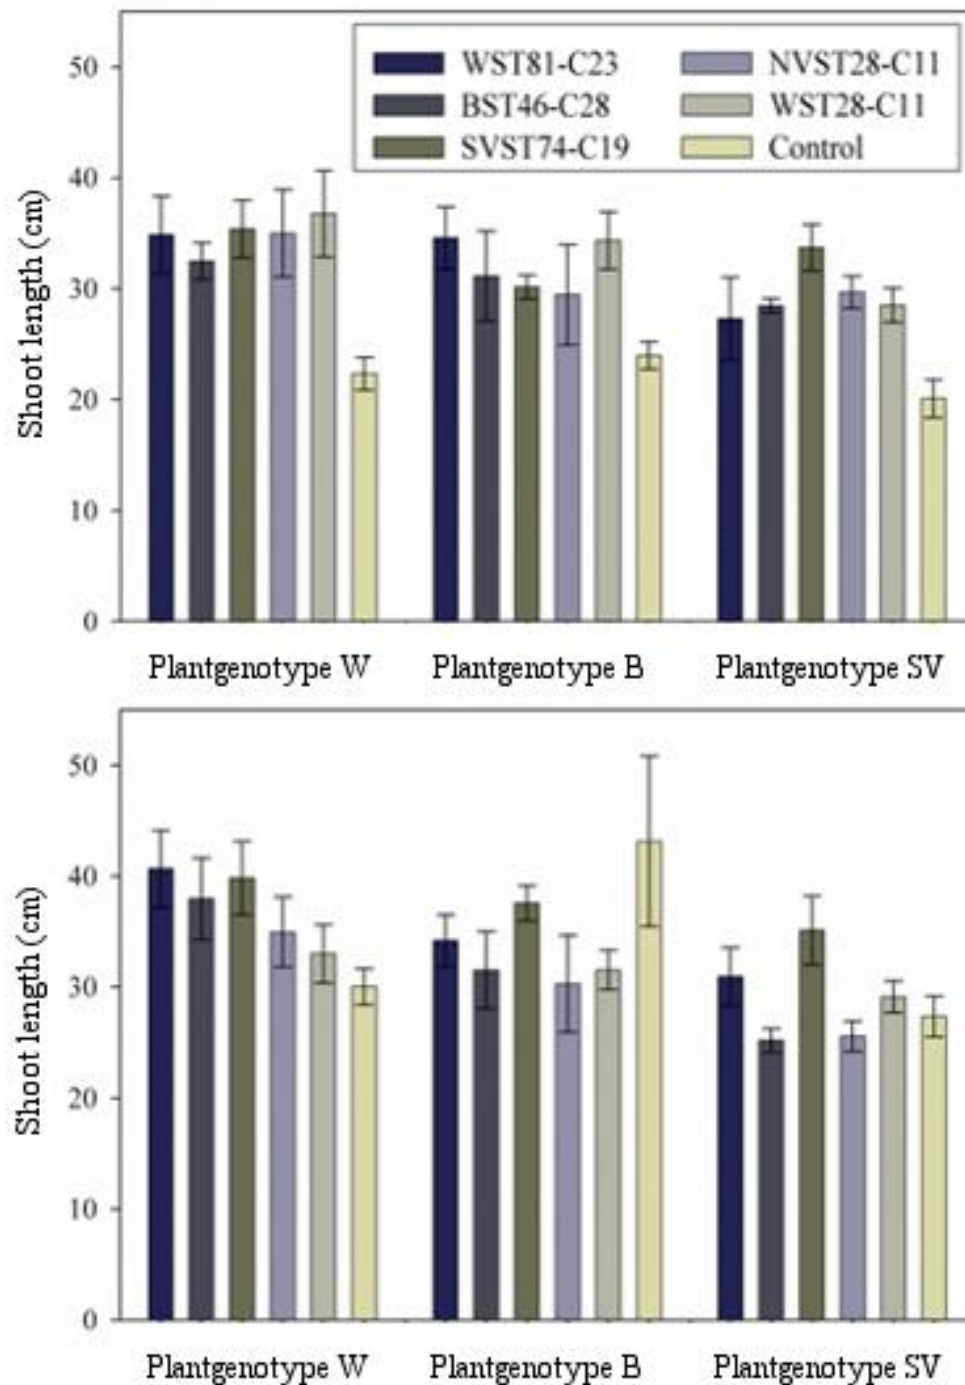 50
40
30
20
10
0
Shoot length (cm)
WST81-C23
BST46-C28
SVST74-C19
NVST28-C11
WST28-C11
Control
Plantgenotype W
Plantgenotype B
Plantgenotype SV
50
40
30
20
10
0
Shoot length (cm)
Plantgenotype W
Plantgenotype B
Plantgenotype SV